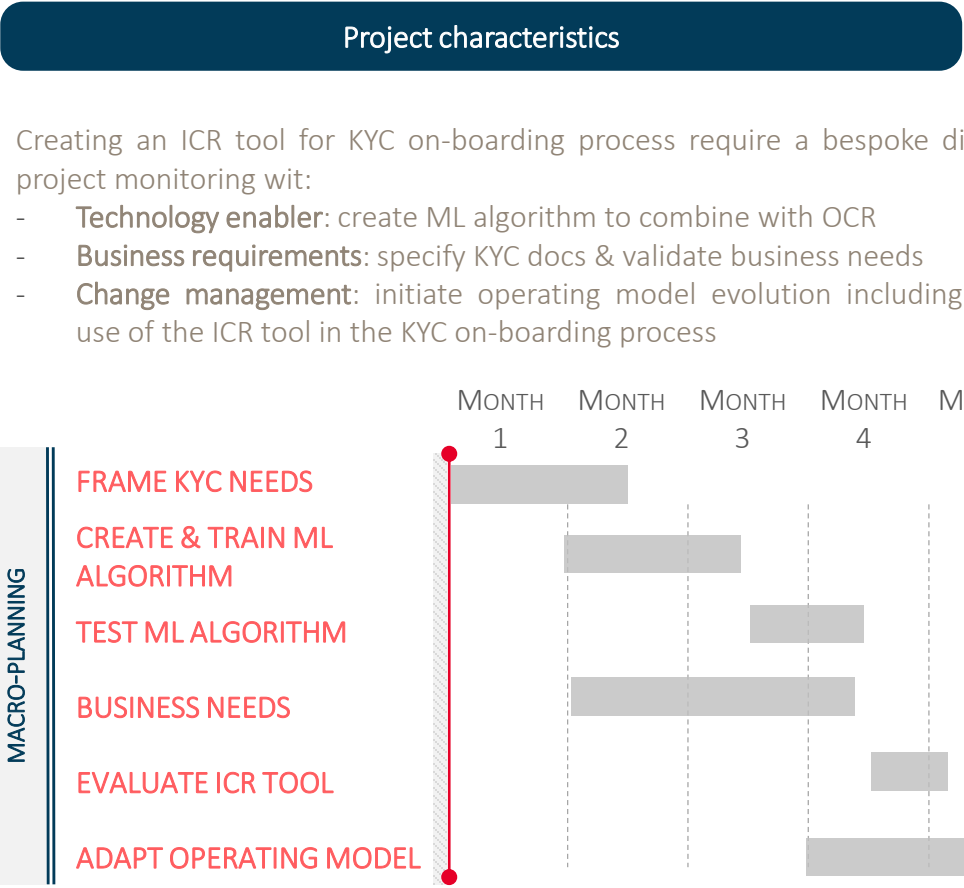 Project characteristics
Creating an ICR tool for KYC on-boarding process require a bespoke di
project monitoring wit:
- Technology enabler: create ML algorithm to combine with OCR
- Business requirements: specify KYC docs & validate business needs
- Change management: initiate operating model evolution including
use of the ICR tool in the KYC on-boarding process
MONTH MONTH MONTH MONTH M
1 2 3 4
MACRO-PLANNING
FRAME KYC NEEDS
CREATE & TRAIN ML
ALGORITHM
TEST ML ALGORITHM
BUSINESS NEEDS
EVALUATE ICR TOOL
ADAPT OPERATING MODEL